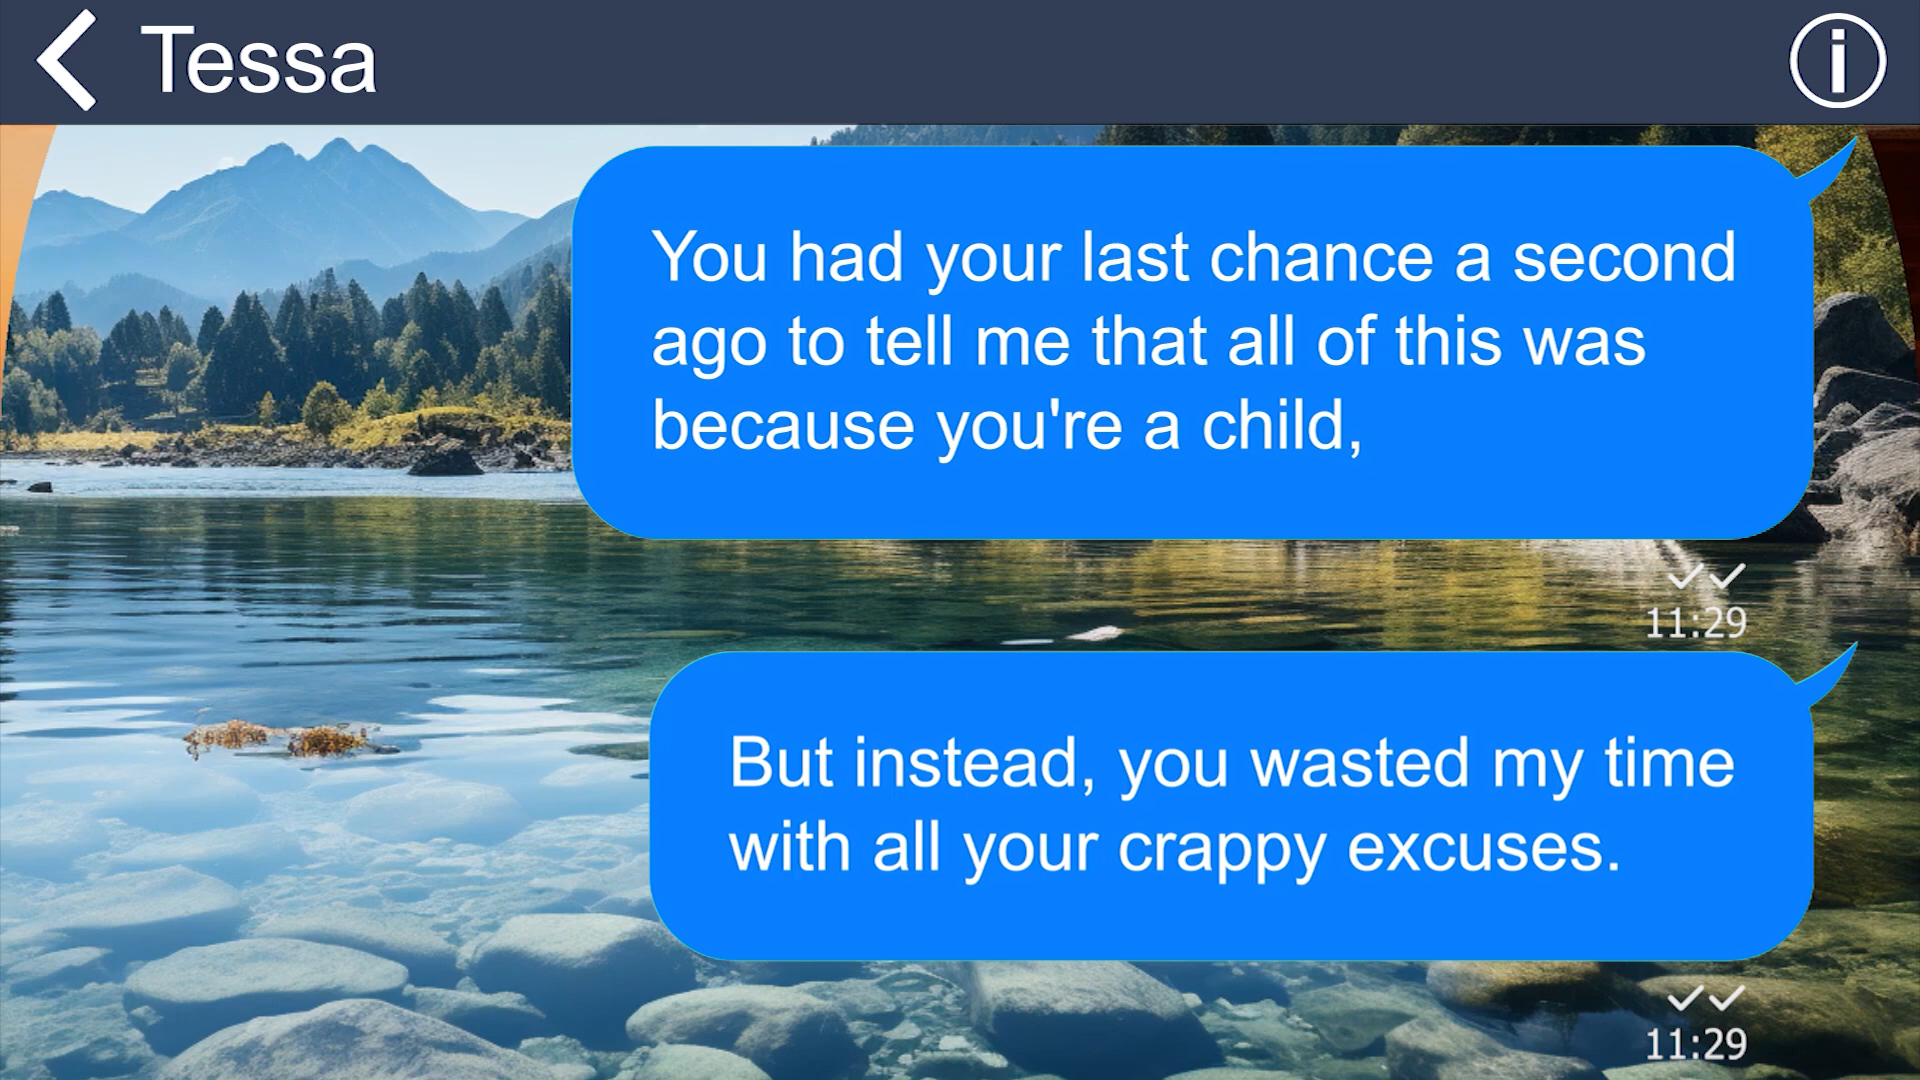 Tessa
You had your last chance a second
ago to tell me that all of this was
because you're a child,
11:29
But instead, you wasted my time
with all your crappy excuses.
11:29